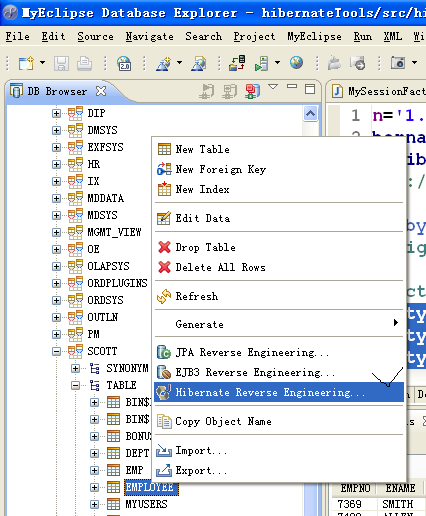 MyEclipse Database Explorer - hibernateTools/src/hi
File Edit Source Navigate Search Project MyEclipse Run XML Wi
DB Browser
MySessionFact
DIP
DMSYS
EXFSYS
HR
IX
MDDATA
MDSYS
MGMT_VIEW
OE
OLAPSYS
ORDPLUGINS
ORDSYS
OUTLN
PM
SCOTT
SYNONYM
TABLE
BIN$
BIN$
BONUS
DEPT
EMP
EMPLOYEE
MYUSERS
New Table
New Foreign Key
New Index
Edit Data
Drop Table
Delete All Rows
Refresh
Generate
JPA Reverse Engineering...
EJB3 Reverse Engineering...
Hibernate Reverse Engineering...
Copy Object Name
Import...
Export...
1 n='1.
2
3
4
by
ig
ct
ty
ty
ty
EMPNO ENAME
7369 SMITH